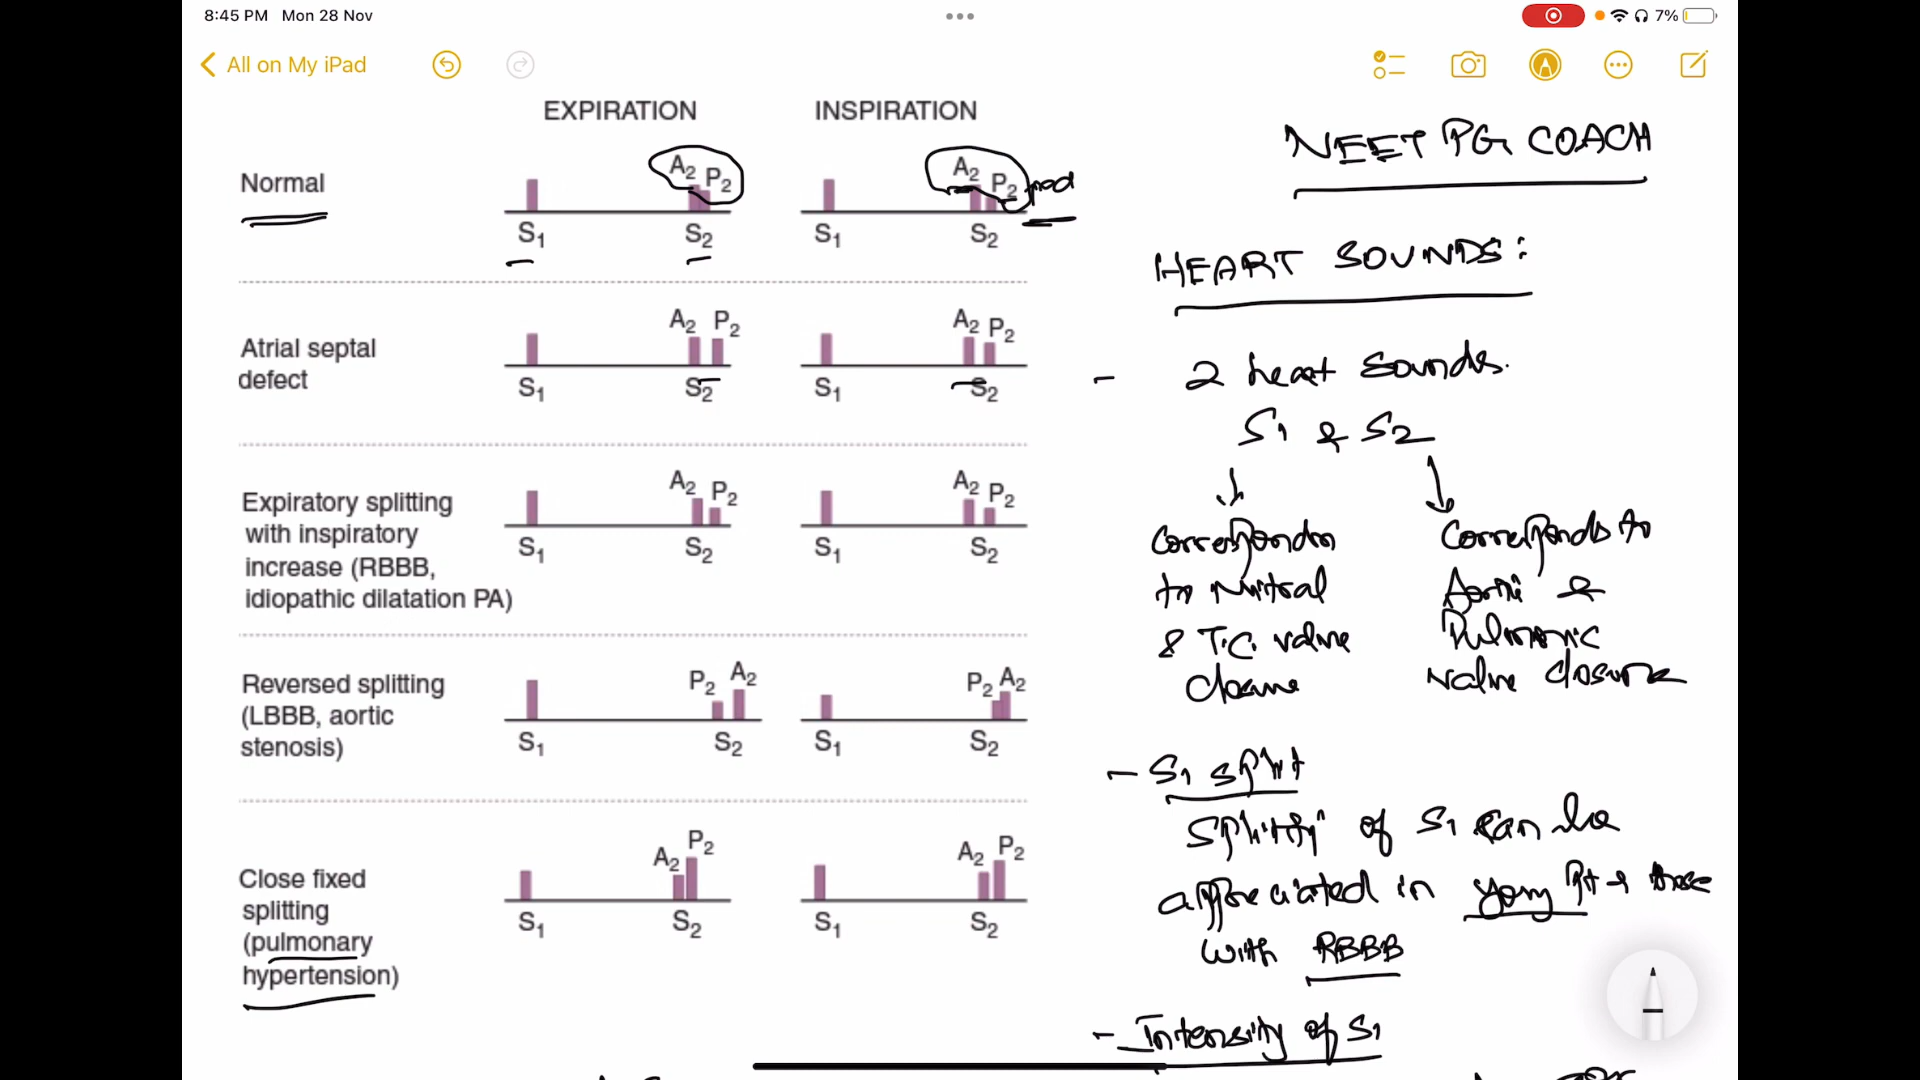 8:45 PM Mon 28 Nov
7%
All on My iPad
EXPIRATION INSPIRATION
Normal
A2 P2
S1 S2
A2 P2
S1 S2
Atrial septal
defect
A2 P2
S1 S2
A2 P2
S1 S2
Expiratory splitting
with inspiratory
increase (RBBB,
idiopathic dilatation PA)
A2 P2
S1 S2
A2 P2
S1 S2
Reversed splitting
(LBBB, aortic
stenosis)
P2 A2
S1 S2
P2 A2
S1 S2
Close fixed
splitting
(pulmonary
hypertension)
A2 P2
S1 S2
A2 P2
S1 S2
NEET PG COACH
HEART SOUNDS:
- 2 heart sounds.
S1 & S2
to Mitral
& T.C. valve
closure
Corresponds to
Aortic &
Pulmonic
valve closure
- S1 split
of S1 can be
appreciated in young pt &
with RBBB
- Intensity of S1